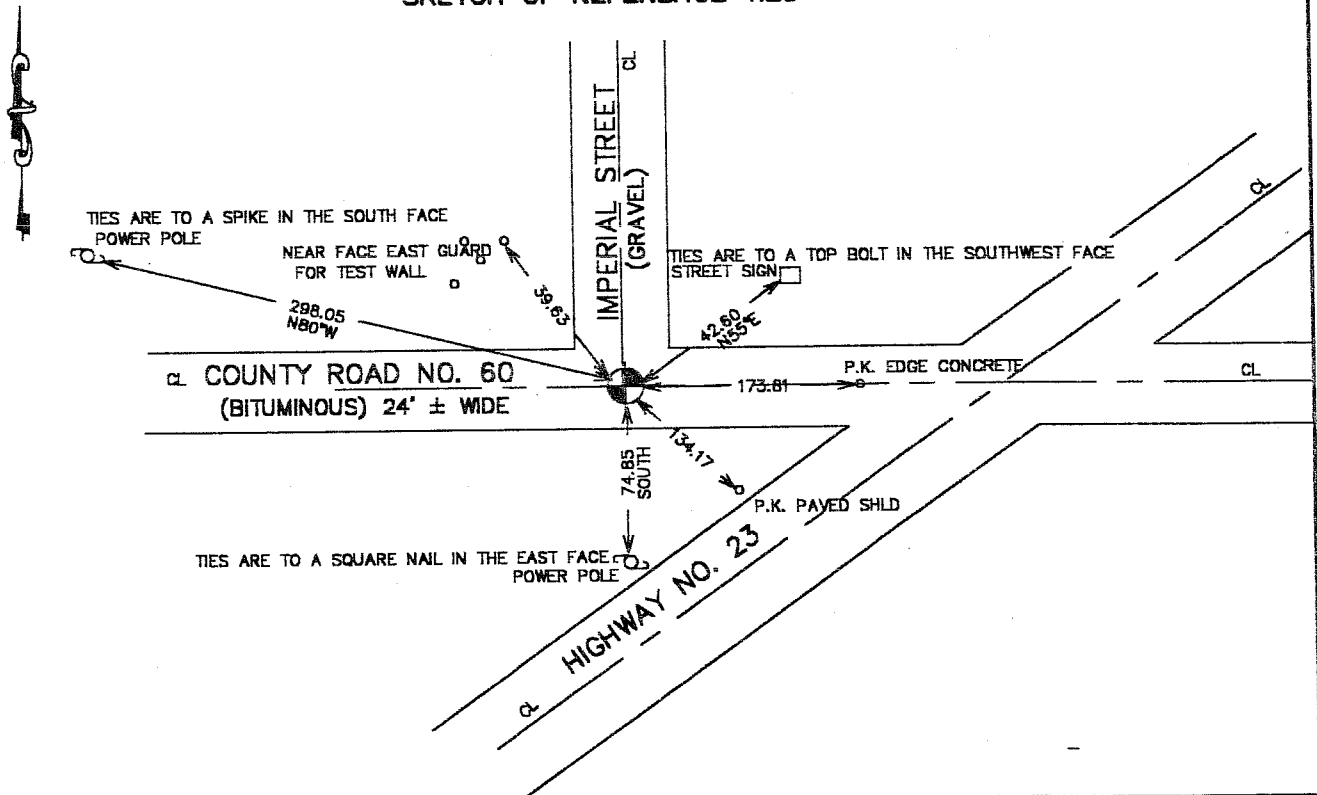 IMPERIAL STREET
(GRAVEL)
CL
CL
TIES ARE TO A SPIKE IN THE SOUTH FACE
POWER POLE
NEAR FACE EAST GUARD
FOR TEST WALL
TIES ARE TO A TOP BOLT IN THE SOUTHWEST FACE
STREET SIGN
298.05
N80°W
39.63
42.60
N55°E
CL COUNTY ROAD NO. 60
(BITUMINOUS) 24' ± WIDE
P.K. EDGE CONCRETE
173.81
CL
134.17
74.85
SOUTH
P.K. PAVED SHLD
TIES ARE TO A SQUARE NAIL IN THE EAST FACE
POWER POLE
HIGHWAY NO. 23
CL